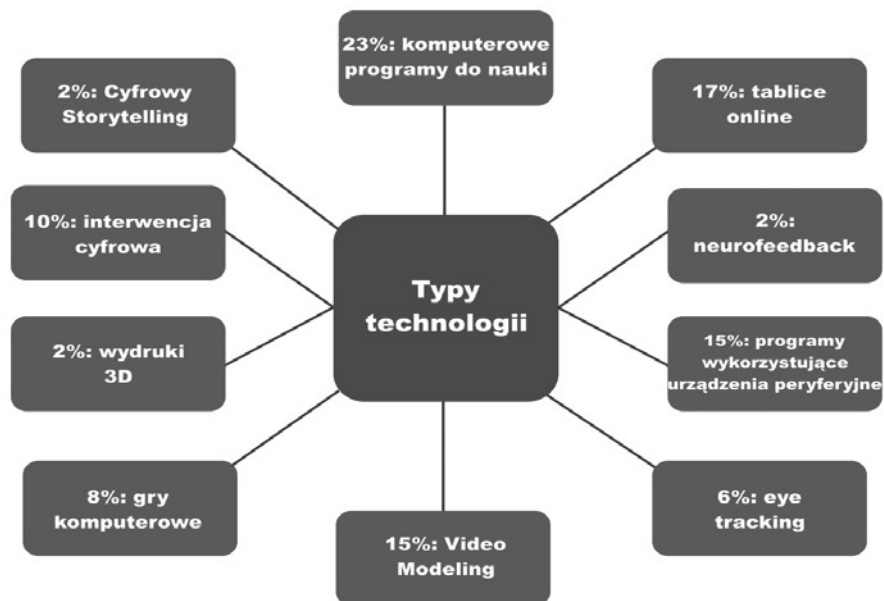 23%: komputerowe
programy do nauki
2%: Cyfrowy
Storytelling
17%: tablice
online
10%: interwencja
cyfrowa
2%:
neurofeedback
Typy
technologii
2%: wydruki
3D
15%: programy
wykorzystujące
urządzenia peryferyjne
8%: gry
komputerowe
6%: eye
tracking
15%: Video
Modeling